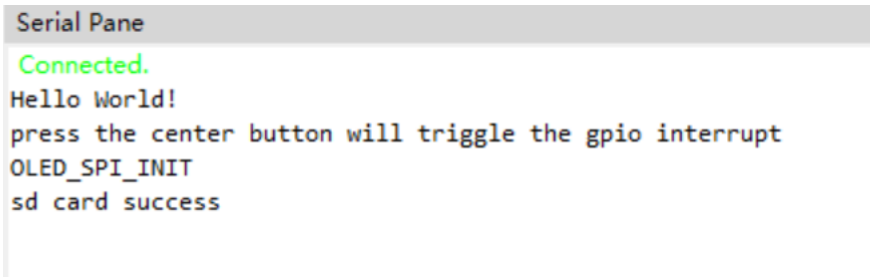 Serial Pane
Connected.
Hello World!
press the center button will triggle the gpio interrupt
OLED_SPI_INIT
sd card success